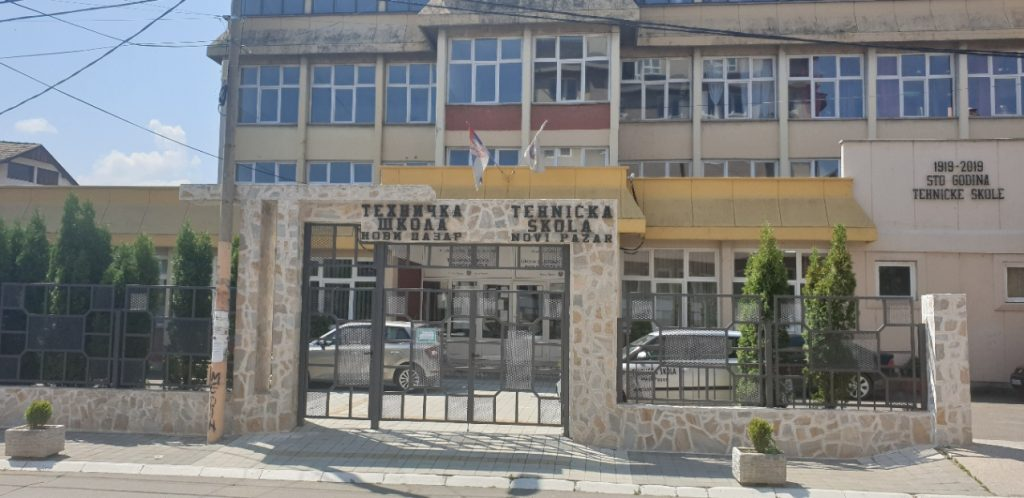 ТЕХНИЧКА
ШКОЛА
НОВИ ПАЗАР
TEHNIČKA
ŠKOLA
NOVI PAZAR
1919-2019
STO GODINA
TEHNIČKE ŠKOLE